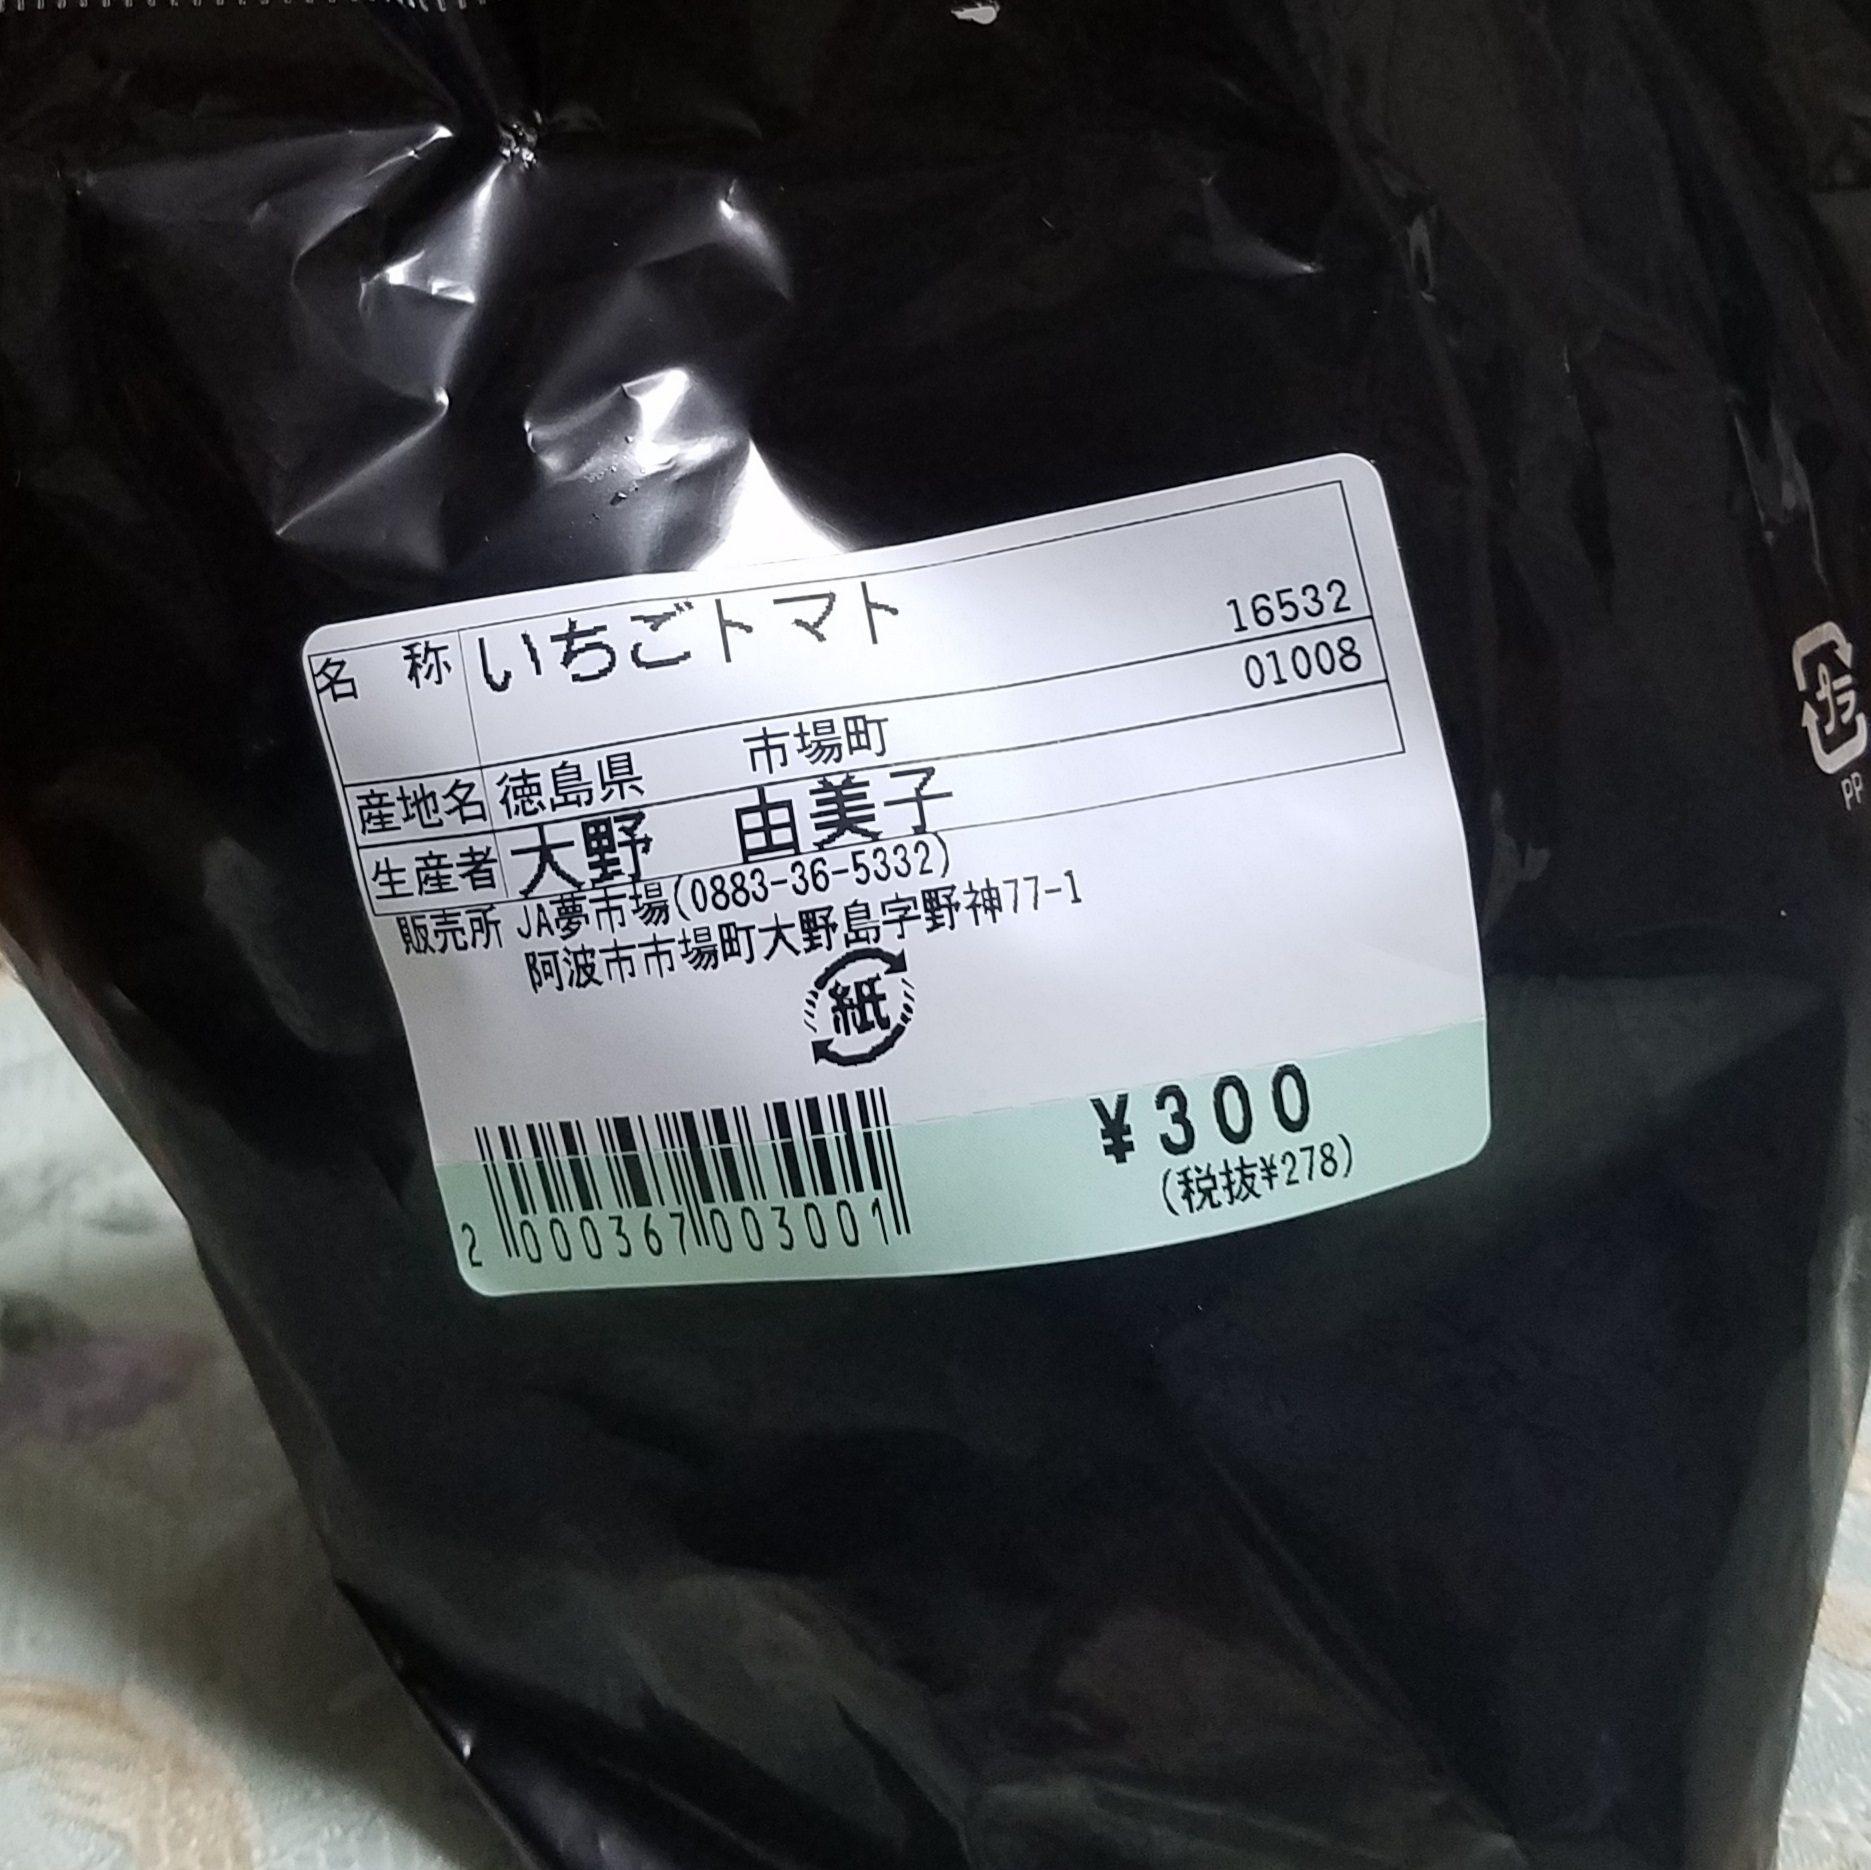 名 称 いちごトマト 16532
産地名 徳島県 市場町 01008
生産者 大野 由美子
販売所 JA夢市場(0883-36-5332)
阿波市市場町大野島字野神77-1
紙
¥300
(税抜¥278)
2 000367 003001
プラ
PP